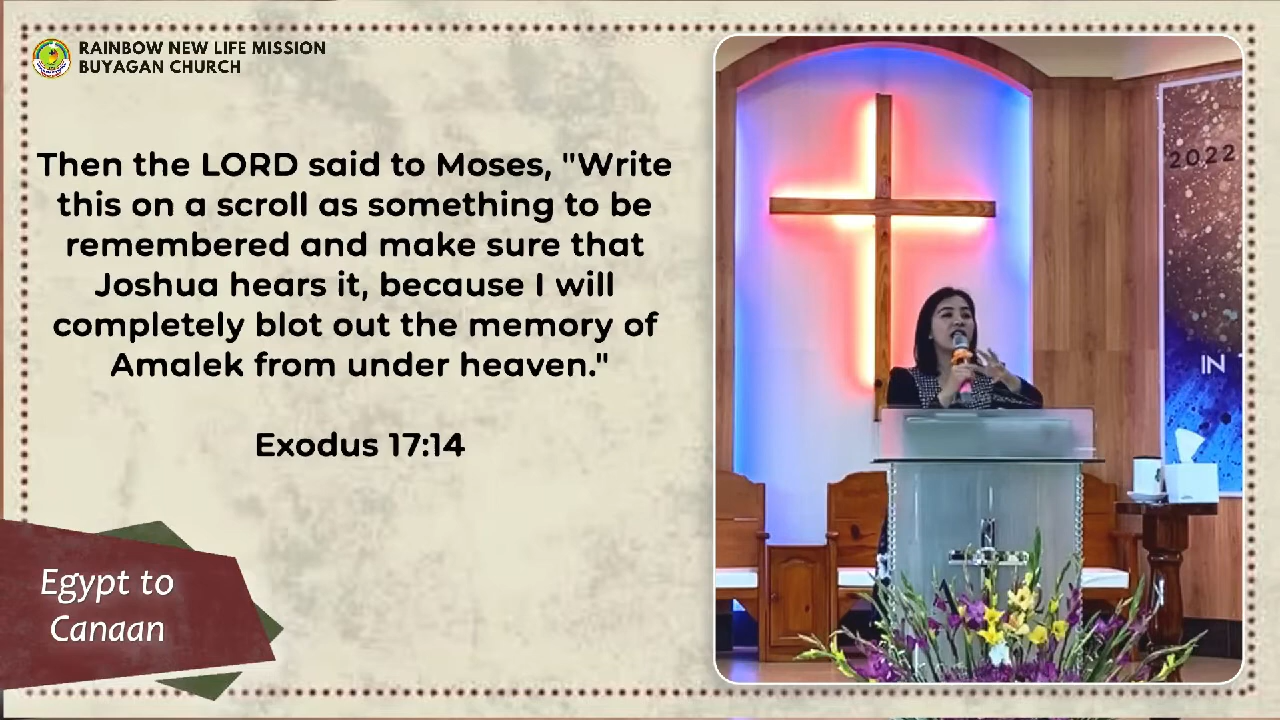 RAINBOW NEW LIFE MISSION
BUYAGAN CHURCH
Then the LORD said to Moses, "Write
this on a scroll as something to be
remembered and make sure that
Joshua hears it, because I will
completely blot out the memory of
Amalek from under heaven."
Exodus 17:14
Egypt to
Canaan
2022
IN